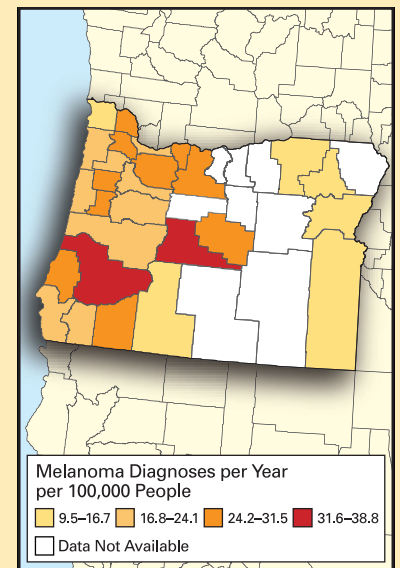 Melanoma Diagnoses per Year
per 100,000 People
9.5–16.7 16.8–24.1 24.2–31.5 31.6–38.8
Data Not Available